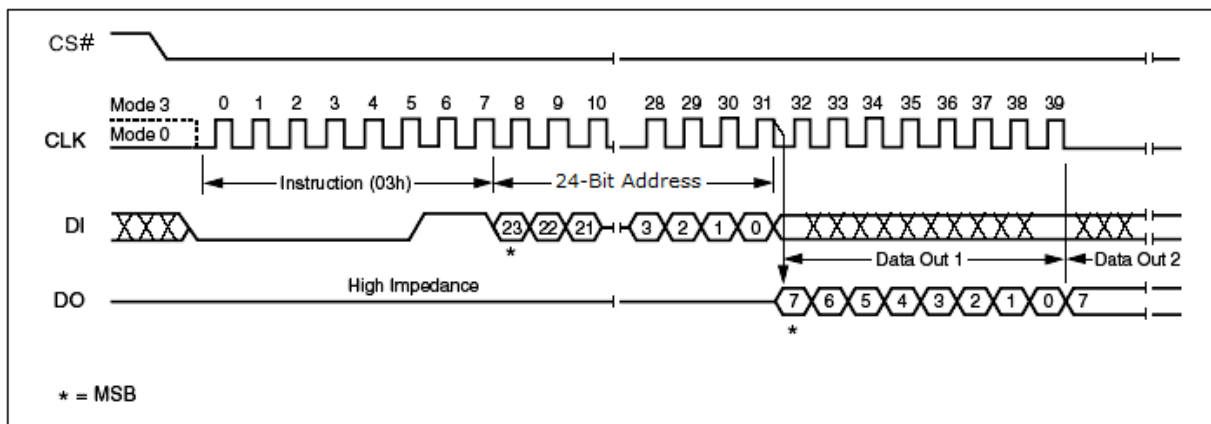 CS#
Mode 3 0 1 2 3 4 5 6 7 8 9 10 28 29 30 31 32 33 34 35 36 37 38 39
CLK Mode 0
Instruction (03h) 24-Bit Address
DI 23 22 21 3 2 1 0
* Data Out 1 Data Out 2
High Impedance
DO 7 6 5 4 3 2 1 0 7
*
* = MSB